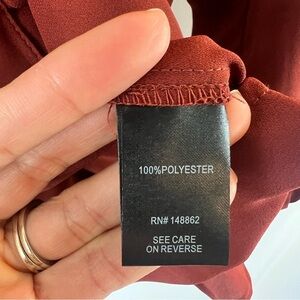 100%POLYESTER
RN# 148862
SEE CARE
ON REVERSE